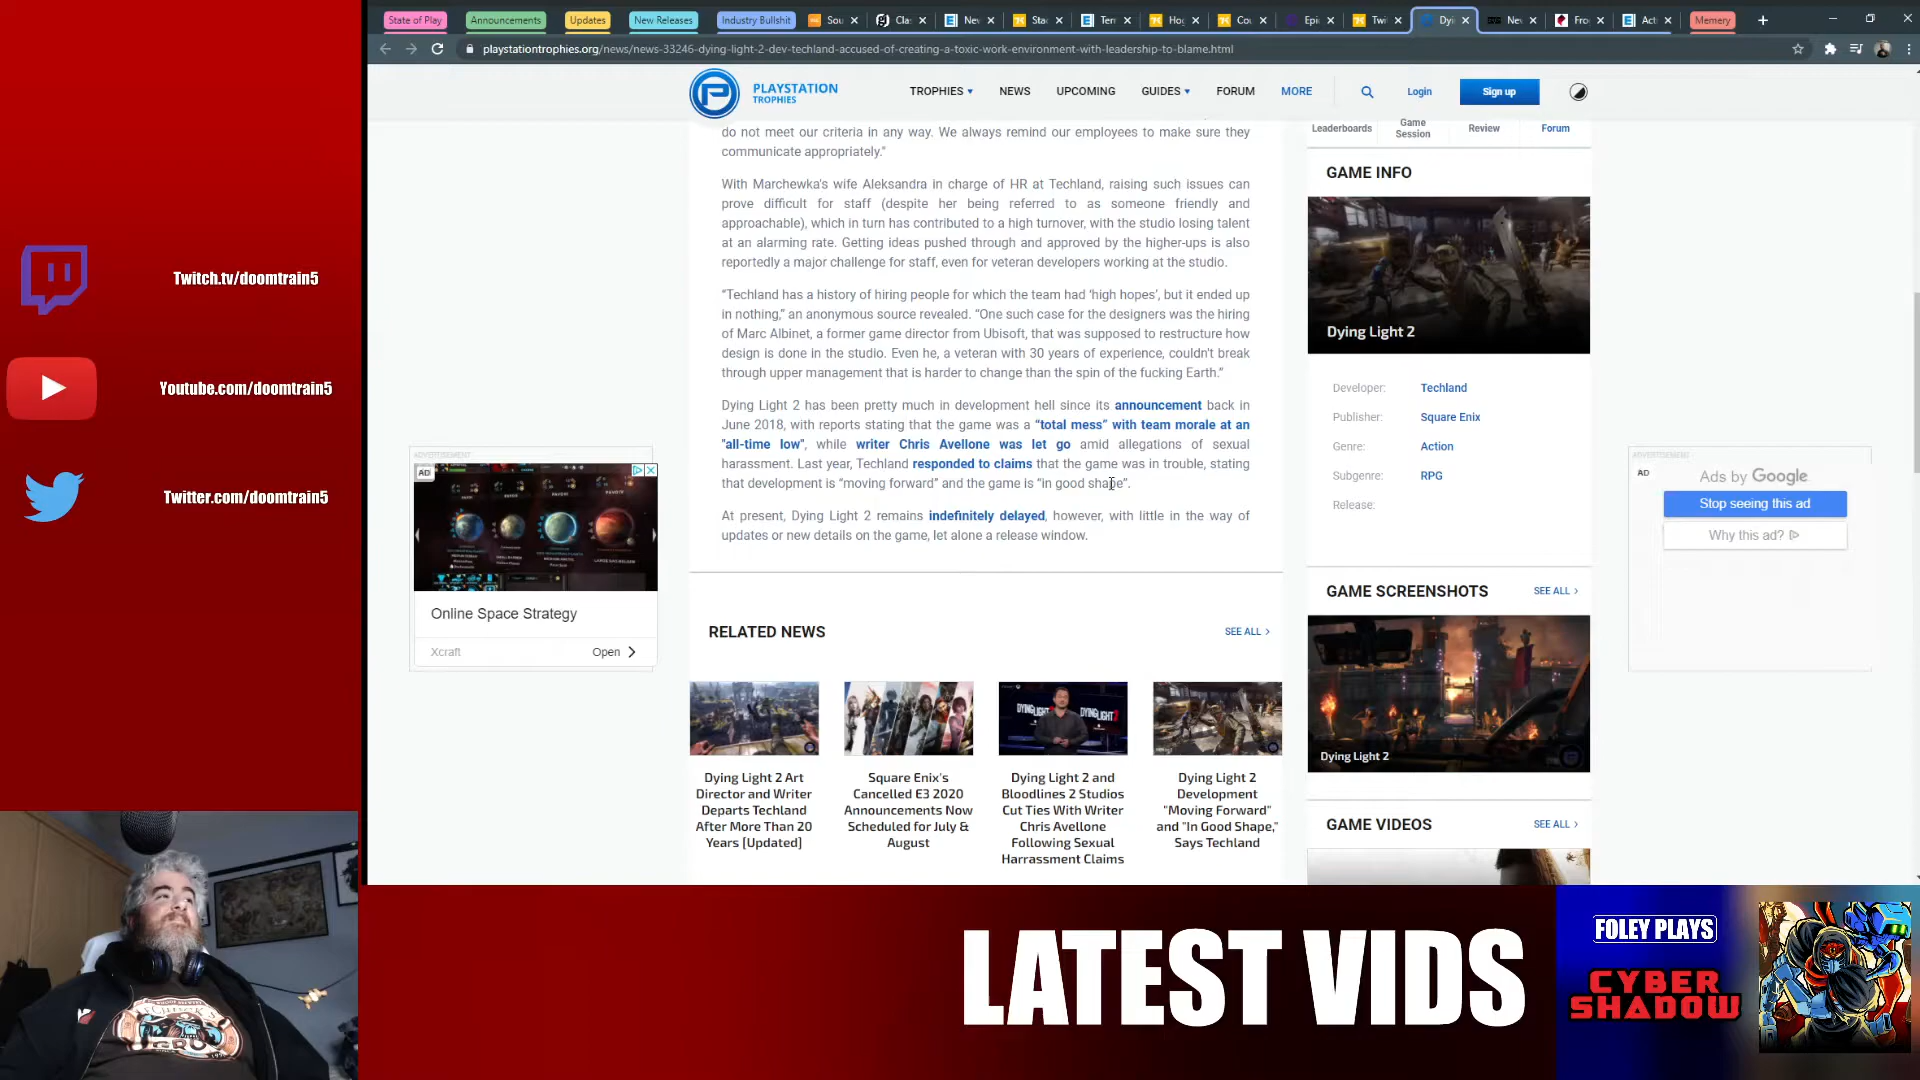 State of Play
Announcements
Updates
New Releases
Industry Bullshit
Sou
Clas
New
Stac
Terr
Hog
Cou
Epic
Twi
Dyi
New
Fro
Acti
Memery
playstationtrophies.org/news/news-33246-dying-light-2-dev-techland-accused-of-creating-a-toxic-work-environment-with-leadership-to-blame.html
PLAYSTATION
TROPHIES
TROPHIES
NEWS
UPCOMING
GUIDES
FORUM
MORE
Login
Sign up
do not meet our criteria in any way. We always remind our employees to make sure they
communicate appropriately."
With Marchewka's wife Aleksandra in charge of HR at Techland, raising such issues can
prove difficult for staff (despite her being referred to as someone friendly and
approachable), which in turn has contributed to a high turnover, with the studio losing talent
at an alarming rate. Getting ideas pushed through and approved by the higher-ups is also
reportedly a major challenge for staff, even for veteran developers working at the studio.
“Techland has a history of hiring people for which the team had ‘high hopes’, but it ended up
in nothing,” an anonymous source revealed. “One such case for the designers was the hiring
of Marc Albinet, a former game director from Ubisoft, that was supposed to restructure how
design is done in the studio. Even he, a veteran with 30 years of experience, couldn't break
through upper management that is harder to change than the spin of the fucking Earth.”
Dying Light 2 has been pretty much in development hell since its announcement back in
June 2018, with reports stating that the game was a “total mess” with team morale at an
"all-time low", while writer Chris Avellone was let go amid allegations of sexual
harassment. Last year, Techland responded to claims that the game was in trouble, stating
that development is “moving forward” and the game is “in good shape”.
At present, Dying Light 2 remains indefinitely delayed, however, with little in the way of
updates or new details on the game, let alone a release window.
Leaderboards
Game
Session
Review
Forum
GAME INFO
Dying Light 2
Developer: Techland
Publisher: Square Enix
Genre: Action
Subgenre: RPG
Release:
GAME SCREENSHOTS
SEE ALL >
Dying Light 2
GAME VIDEOS
SEE ALL >
RELATED NEWS
SEE ALL >
Dying Light 2 Art
Director and Writer
Departs Techland
After More Than 20
Years [Updated]
Square Enix's
Cancelled E3 2020
Announcements Now
Scheduled for July &
August
DYING LIGHT 2
Dying Light 2 and
Bloodlines 2 Studios
Cut Ties With Writer
Chris Avellone
Following Sexual
Harrassment Claims
Dying Light 2
Development
"Moving Forward"
and "In Good Shape,"
Says Techland
ADVERTISEMENT
AD
Online Space Strategy
Xcraft
Open >
ADVERTISEMENT
AD
Ads by Google
Stop seeing this ad
Why this ad?
Twitch.tv/doomtrain5
Youtube.com/doomtrain5
Twitter.com/doomtrain5
LATEST VIDS
FOLEY PLAYS
CYBER
SHADOW